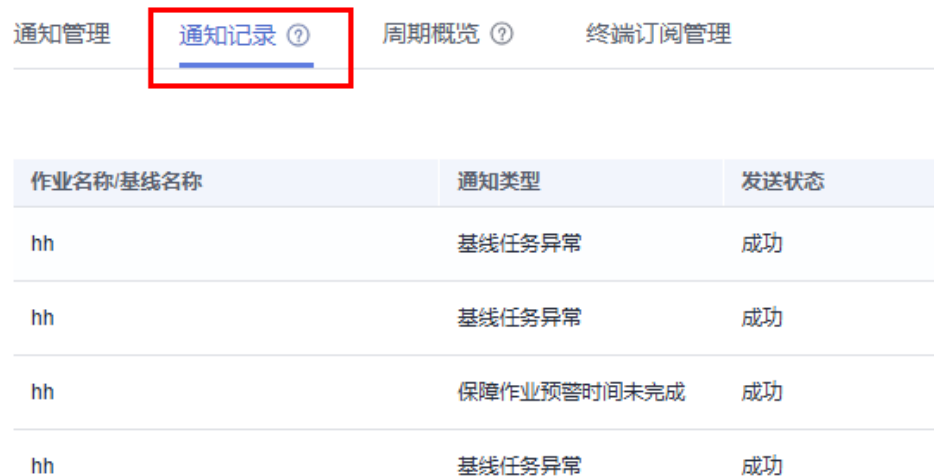 通知管理 通知记录 ? 周期概览 ? 终端订阅管理
作业名称/基线名称 通知类型 发送状态
hh 基线任务异常 成功
hh 基线任务异常 成功
hh 保障作业预警时间未完成 成功
hh 基线任务异常 成功